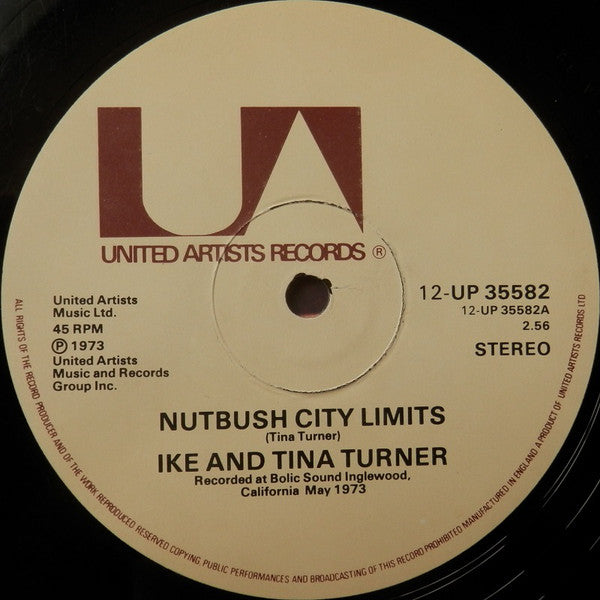 UA
UNITED ARTISTS RECORDS ®
United Artists
Music Ltd.
45 RPM
℗ 1973
United Artists
Music and Records
Group Inc.
12-UP 35582
12-UP 35582A
2.56
STEREO
NUTBUSH CITY LIMITS
(Tina Turner)
IKE AND TINA TURNER
Recorded at Bolic Sound Inglewood,
California May 1973
ALL RIGHTS OF THE RECORD PRODUCER AND OF THE WORK REPRODUCED RESERVED COPYING PUBLIC PERFORMANCES AND BROADCASTING OF THIS RECORD PROHIBITED MANUFACTURED IN ENGLAND A PRODUCT OF UNITED ARTISTS RECORDS LTD